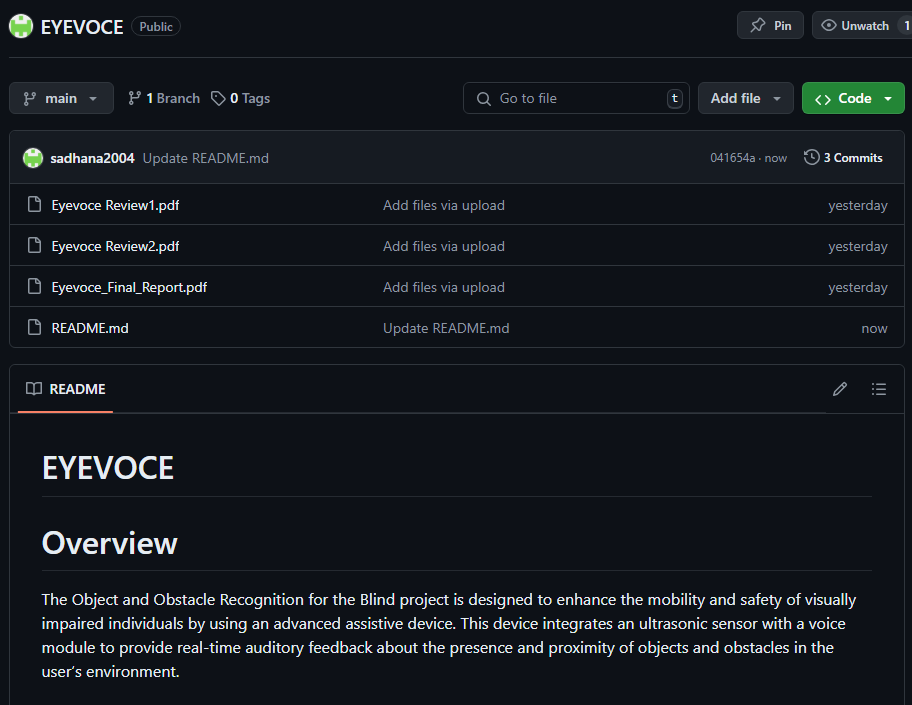 EYEVOCE Public Pin Unwatch 1
main 1 Branch 0 Tags Go to file t Add file Code
sadhana2004 Update README.md 041654a · now 3 Commits
Eyevoce Review1.pdf Add files via upload yesterday
Eyevoce Review2.pdf Add files via upload yesterday
Eyevoce_Final_Report.pdf Add files via upload yesterday
README.md Update README.md now
README
EYEVOCE
Overview
The Object and Obstacle Recognition for the Blind project is designed to enhance the mobility and safety of visually
impaired individuals by using an advanced assistive device. This device integrates an ultrasonic sensor with a voice
module to provide real-time auditory feedback about the presence and proximity of objects and obstacles in the
user's environment.